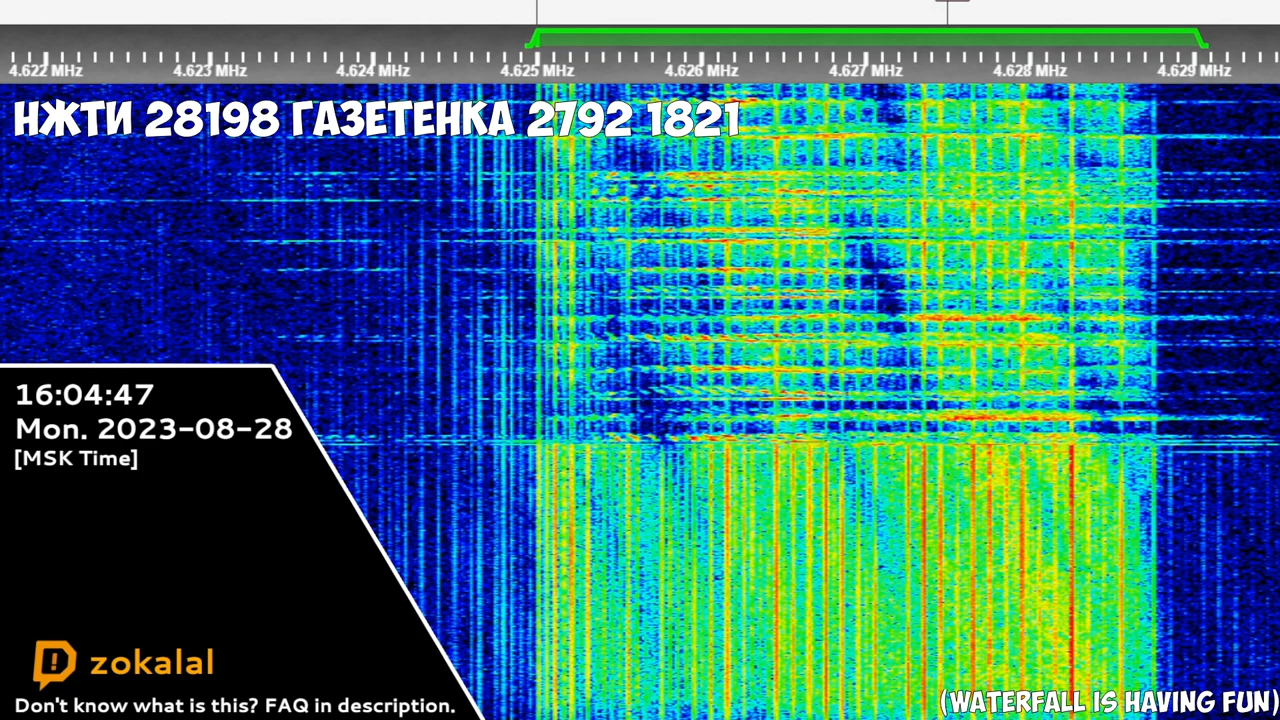 4.622 MHz 4.623 MHz 4.624 MHz 4.625 MHz 4.626 MHz 4.627 MHz 4.628 MHz 4.629 MHz
НЖТИ 28198 ГАЗЕТЕНКА 2792 1821
16:04:47
Mon. 2023-08-28
[MSK Time]
zokalal
Don't know what is this? FAQ in description.
(WATERFALL IS HAVING FUN)